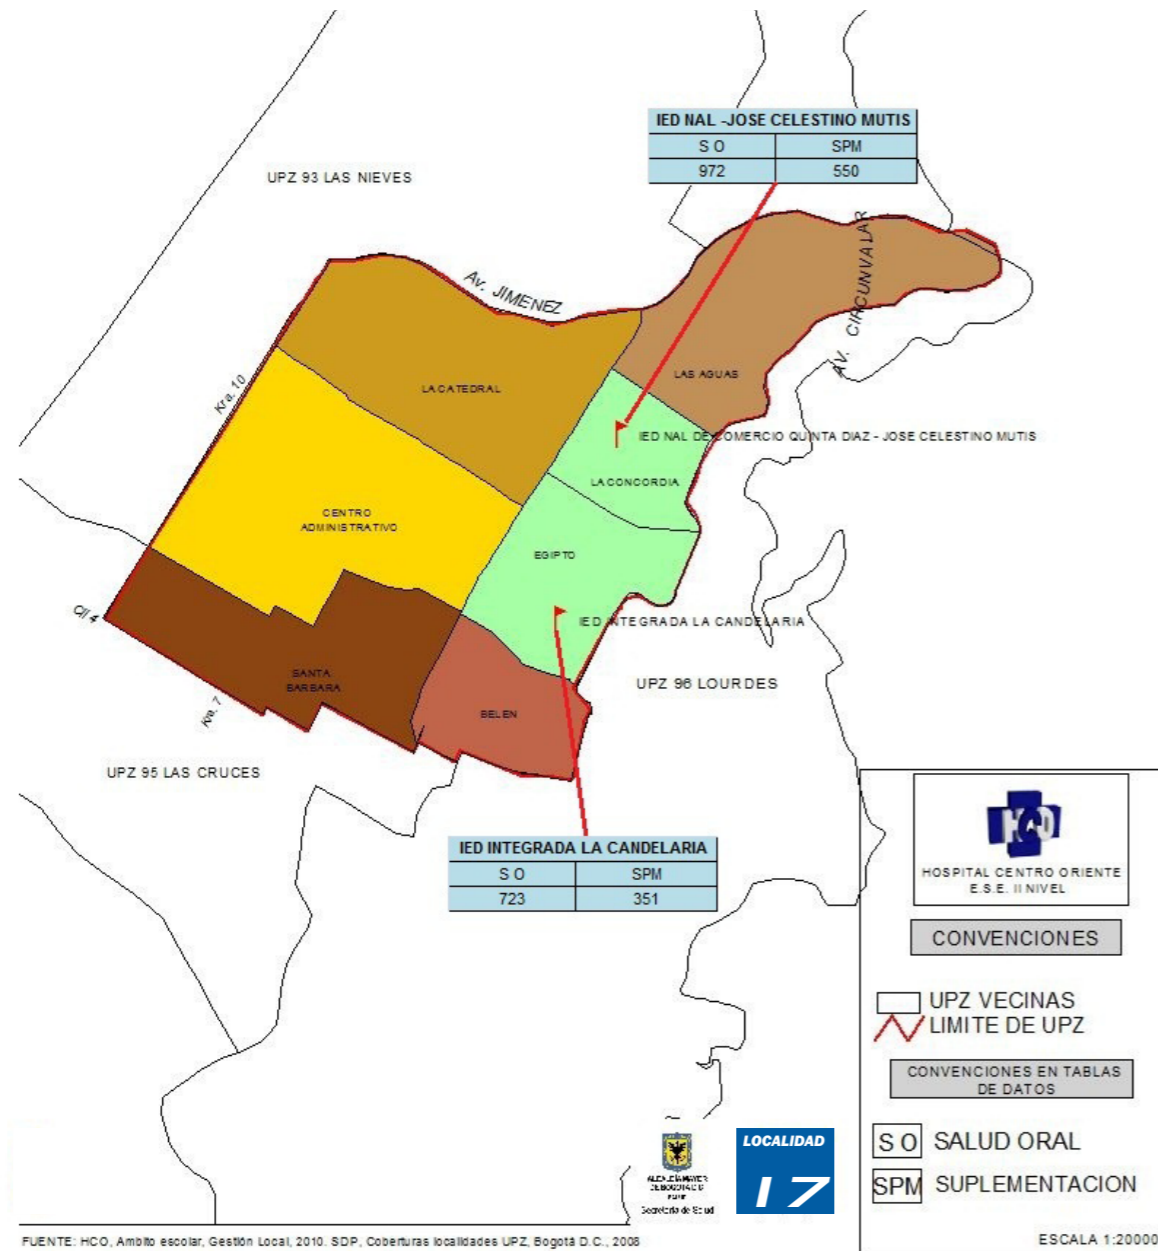 IED NAL -JOSE CELESTINO MUTIS
S O SPM
972 550
UPZ 93 LAS NIEVES
Av. JIMENEZ
AV. CIRCUNVALAR
LAS AGUAS
LA CATEDRAL
Kra. 10
IED NAL DE COMERCIO QUINTA DIAZ - JOSE CELESTINO MUTIS
LA CONCORDIA
CENTRO
ADMINISTRATIVO
EGIPTO
Cll 4
IED INTEGRADA LA CANDELARIA
SANTA
BARBARA
UPZ 96 LOURDES
Kra. 7
BELEN
UPZ 95 LAS CRUCES
IED INTEGRADA LA CANDELARIA
S O SPM
723 351
HCO
HOSPITAL CENTRO ORIENTE
E.S.E. II NIVEL
CONVENCIONES
UPZ VECINAS
LIMITE DE UPZ
CONVENCIONES EN TABLAS
DE DATOS
S O SALUD ORAL
SPM SUPLEMENTACION
ALCALDIA MAYOR
DE BOGOTA D.C.
Secretaría de Salud
LOCALIDAD
17
FUENTE: HCO, Ambito escolar, Gestión Local, 2010. SDP, Coberturas localidades UPZ, Bogotá D.C., 2008
ESCALA 1:20000